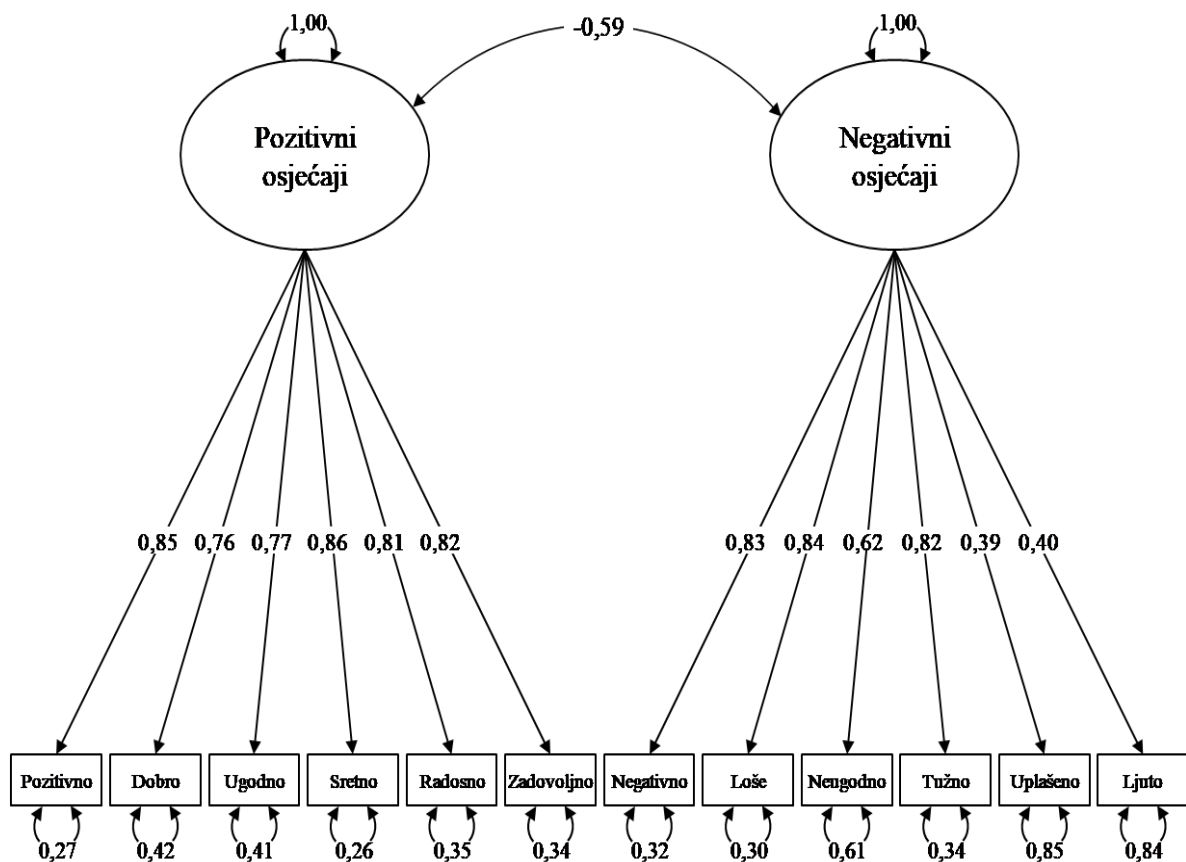 1,00
-0,59
1,00
Pozitivni
osjećaji
Negativni
osjećaji
0,85 0,76 0,77 0,86 0,81 0,82 0,83 0,84 0,62 0,82 0,39 0,40
Pozitivno Dobro Ugodno Sretno Radosno Zadovoljno Negativno Loše Neugodno Tužno Uplašeno Ljuto
0,27 0,42 0,41 0,26 0,35 0,34 0,32 0,30 0,61 0,34 0,85 0,84